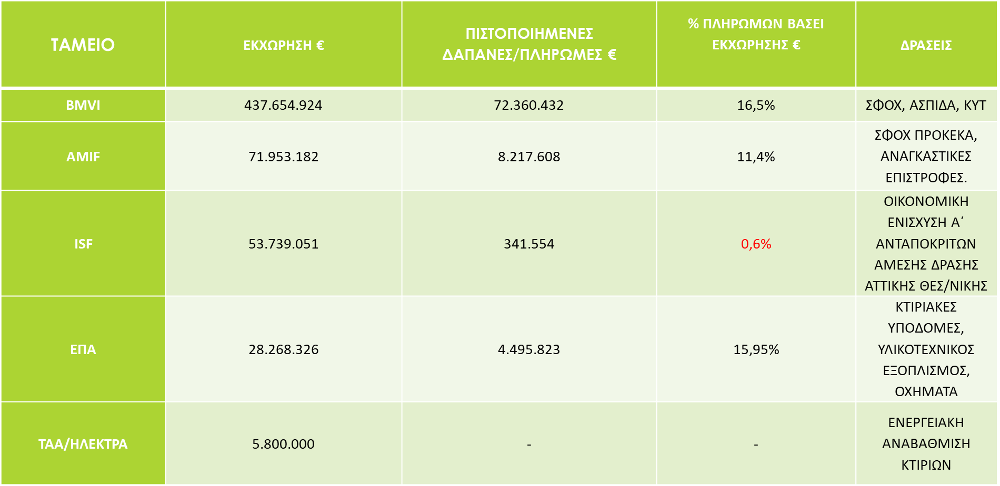 ΤΑΜΕΙΟ
ΕΚΧΩΡΗΣΗ €
ΠΙΣΤΟΠΟΙΗΜΕΝΕΣ
ΔΑΠΑΝΕΣ/ΠΛΗΡΩΜΕΣ €
% ΠΛΗΡΩΜΩΝ ΒΑΣΕΙ
ΕΚΧΩΡΗΣΗΣ €
ΔΡΑΣΕΙΣ
BMVI
437.654.924
72.360.432
16,5%
ΣΦΟΧ, ΑΣΠΙΔΑ, ΚΥΤ
AMIF
71.953.182
8.217.608
11,4%
ΣΦΟΧ ΠΡΟΚΕΚΑ,
ΑΝΑΓΚΑΣΤΙΚΕΣ
ΕΠΙΣΤΡΟΦΕΣ.
ISF
53.739.051
341.554
0,6%
ΟΙΚΟΝΟΜΙΚΗ
ΕΝΙΣΧΥΣΗ Α΄
ΑΝΤΑΠΟΚΡΙΤΩΝ
ΑΜΕΣΗΣ ΔΡΑΣΗΣ
ΑΤΤΙΚΗΣ ΘΕΣ/ΝΙΚΗΣ
ΕΠΑ
28.268.326
4.495.823
15,95%
ΚΤΙΡΙΑΚΕΣ
ΥΠΟΔΟΜΕΣ,
ΥΛΙΚΟΤΕΧΝΙΚΟΣ
ΕΞΟΠΛΙΣΜΟΣ,
ΟΧΗΜΑΤΑ
ΤΑΑ/ΗΛΕΚΤΡΑ
5.800.000
-
-
ΕΝΕΡΓΕΙΑΚΗ
ΑΝΑΒΑΘΜΙΣΗ
ΚΤΙΡΙΩΝ